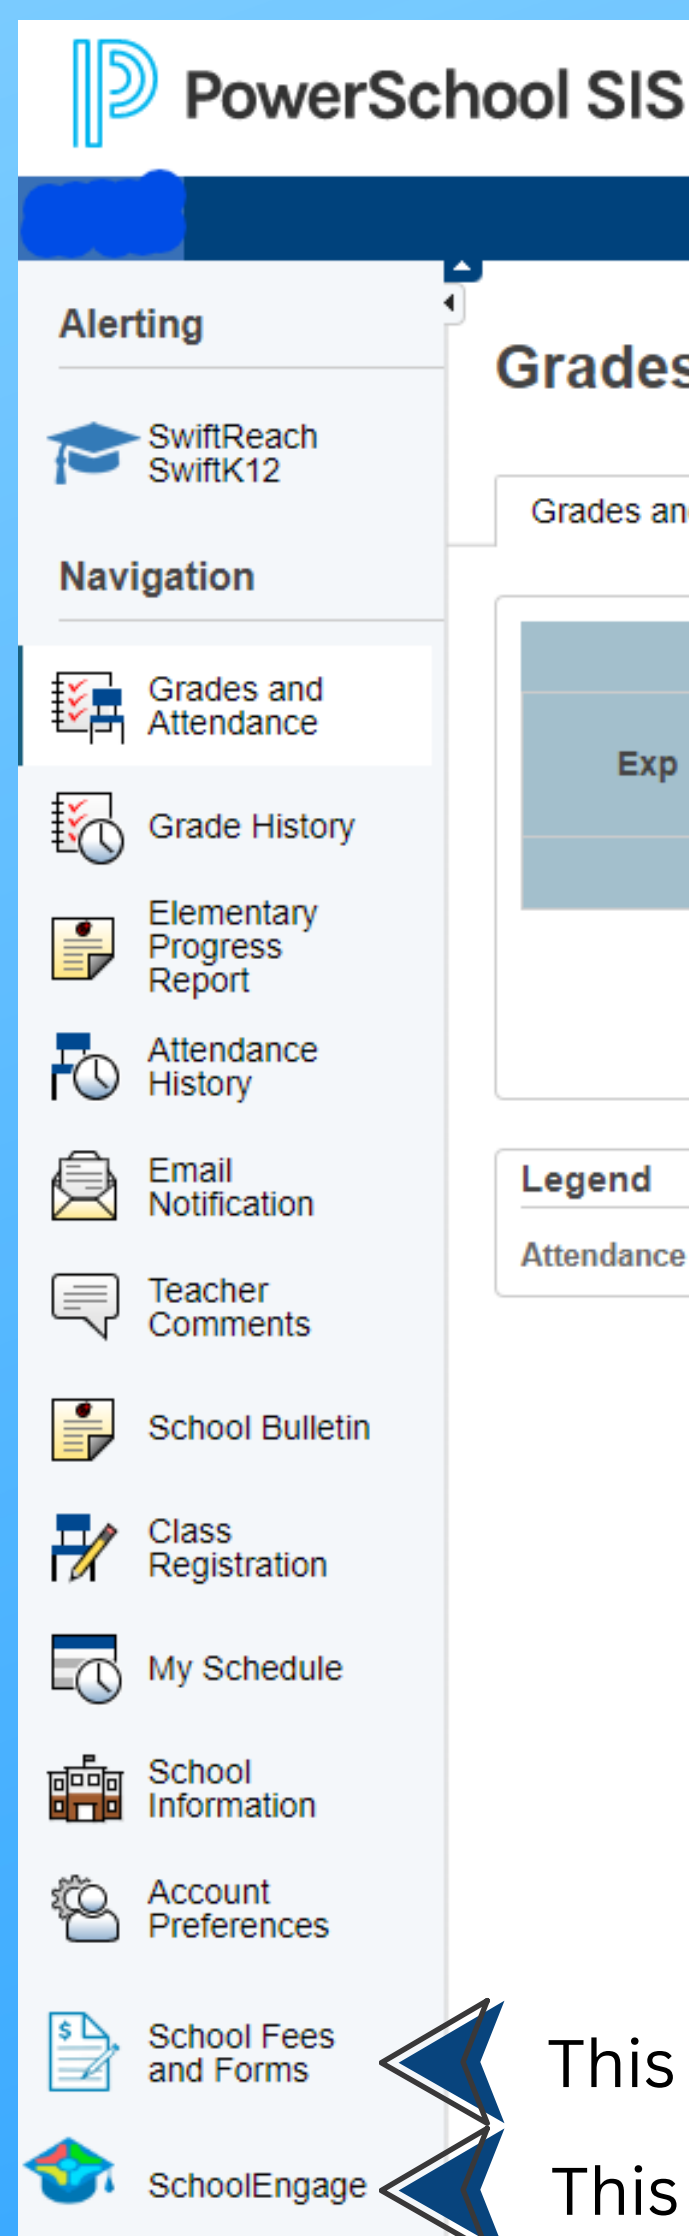 PowerSchool SIS
Alerting
SwiftReach
SwiftK12
Navigation
Grades and
Attendance
Grade History
Elementary
Progress
Report
Attendance
History
Email
Notification
Teacher
Comments
School Bulletin
Class
Registration
My Schedule
School
Information
Account
Preferences
School Fees
and Forms
SchoolEngage
Grades
Grades an
Exp
Legend
Attendance
This
This